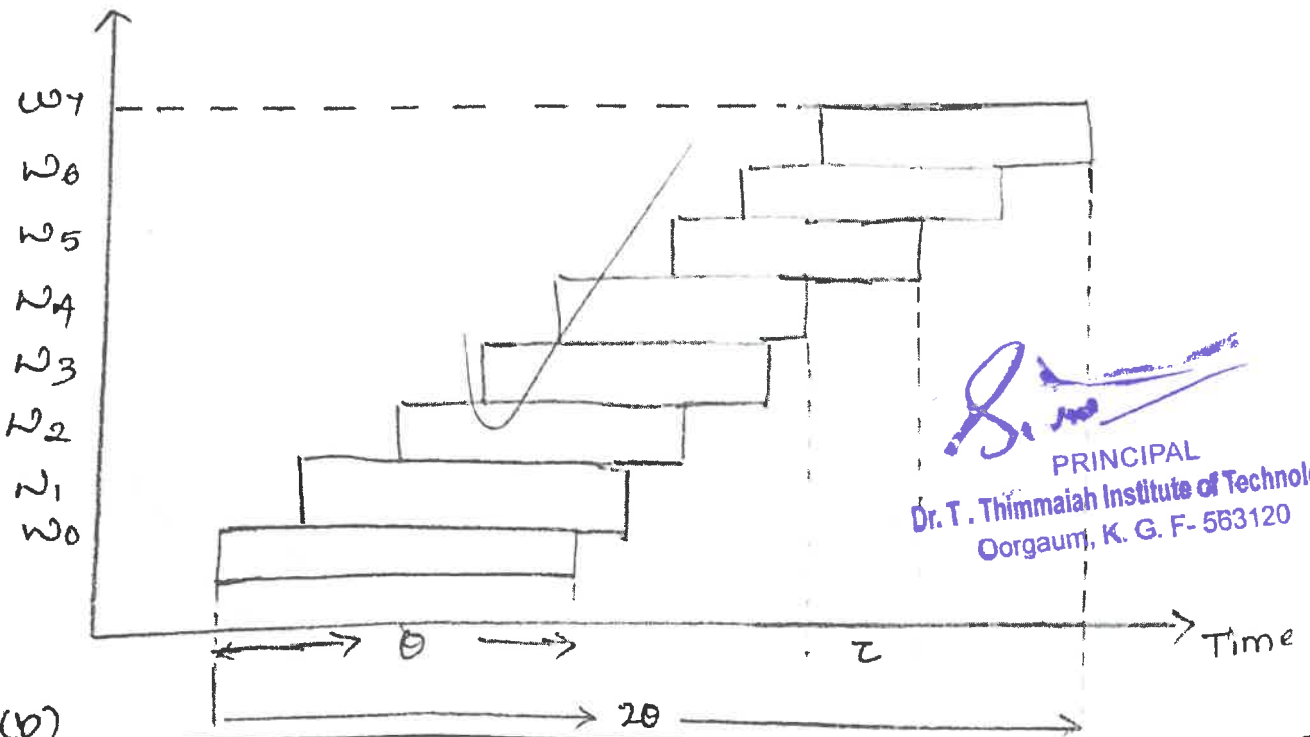 ω7
ω6
ω5
ω4
ω3
ω2
ω1
ω0
PRINCIPAL
Dr. T. Thimmaiah Institute of Technol
Oorgaum, K. G. F- 563120
θ
τ
Time
(b)
2θ